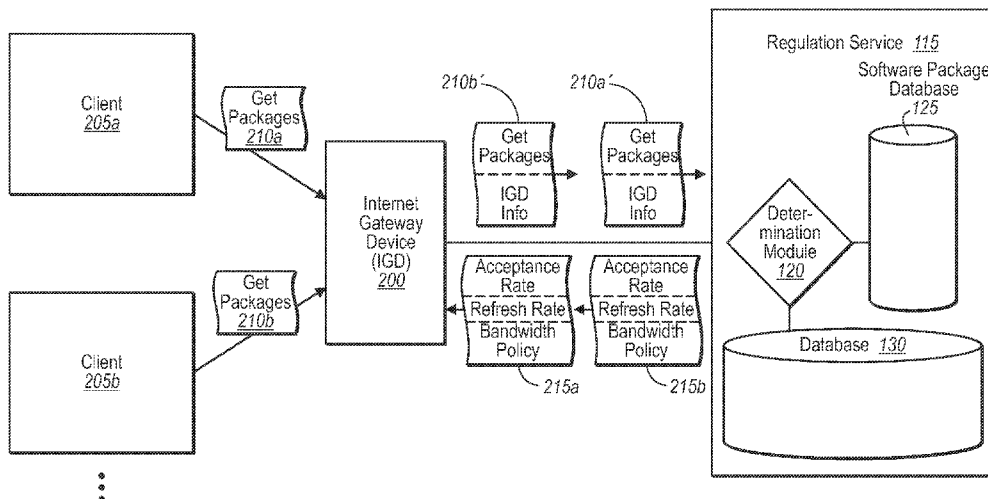 Client
205a
Get
Packages
210a
Client
205b
Get
Packages
210b
Internet
Gateway
Device
(IGD)
200
210b'
Get
Packages
IGD
Info
210a'
Get
Packages
IGD
Info
Acceptance
Rate
Refresh Rate
Bandwidth
Policy
215a
Acceptance
Rate
Refresh Rate
Bandwidth
Policy
215b
Regulation Service 115
Software Package
Database
125
Deter-
mination
Module
120
Database 130